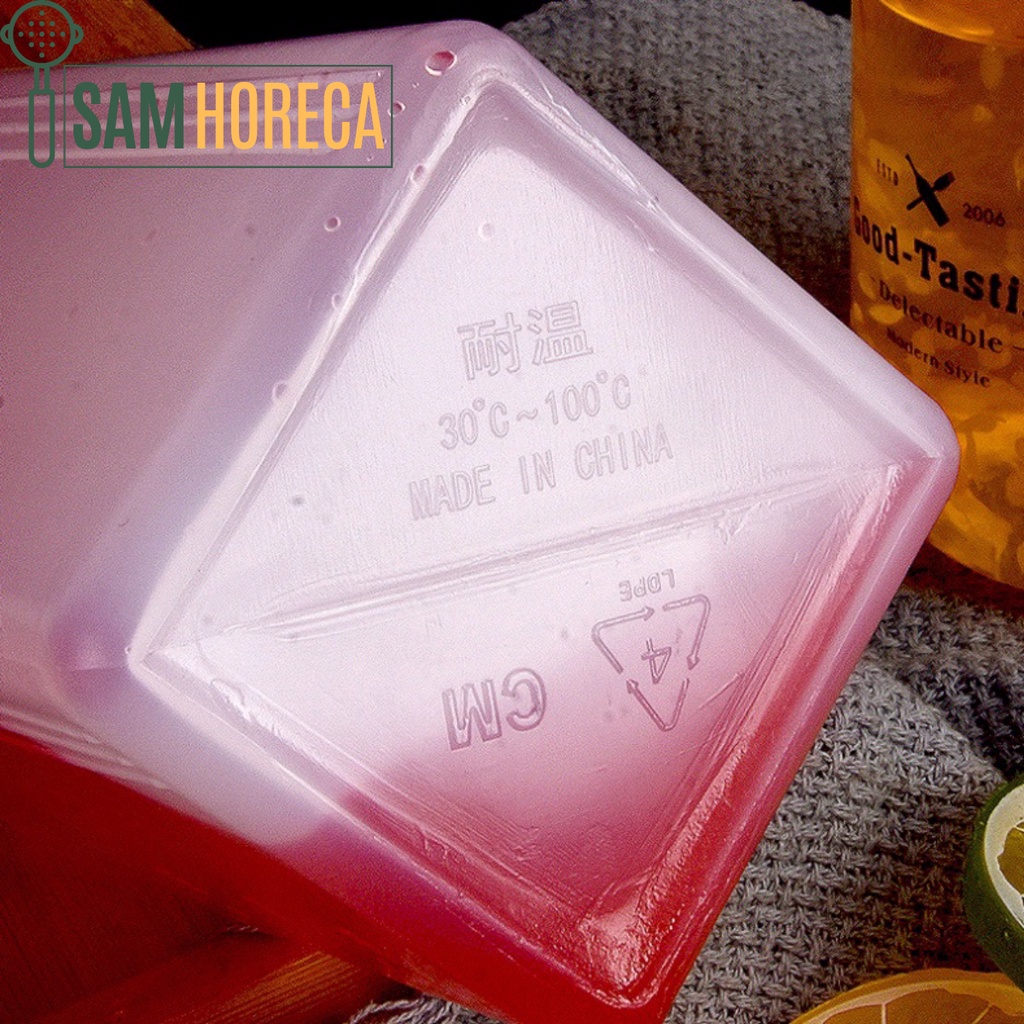 SAM HORECA
耐温
30℃~100℃
MADE IN CHINA
LDPE
4
CM
ESTD 2006
Good-Tasti
Delectable
Modern Style